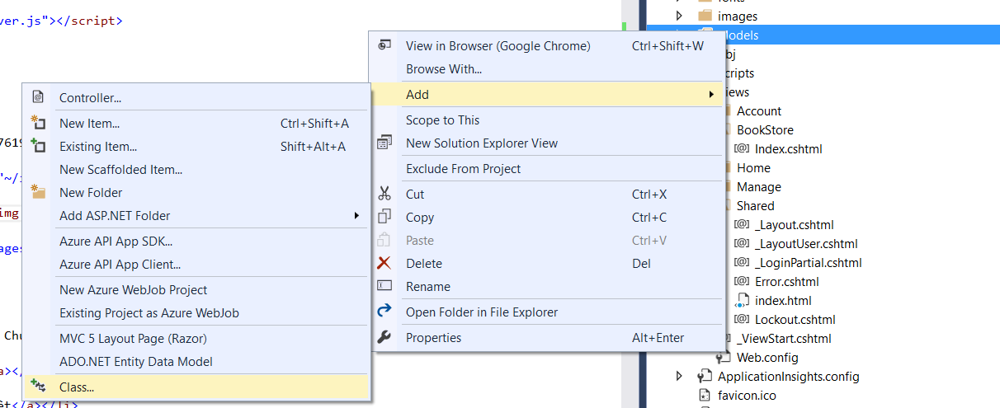 ver.js"></script>
7619
"~/i
img
ages
Chu
a></
ết</a></li>
Controller...
New Item... Ctrl+Shift+A
Existing Item... Shift+Alt+A
New Scaffolded Item...
New Folder
Add ASP.NET Folder
Azure API App SDK...
Azure API App Client...
New Azure WebJob Project
Existing Project as Azure WebJob
MVC 5 Layout Page (Razor)
ADO.NET Entity Data Model
Class...
View in Browser (Google Chrome) Ctrl+Shift+W
Browse With...
Add
Scope to This
New Solution Explorer View
Exclude From Project
Cut Ctrl+X
Copy Ctrl+C
Paste Ctrl+V
Delete Del
Rename
Open Folder in File Explorer
Properties Alt+Enter
images
odels
bj
cripts
iews
Account
BookStore
Index.cshtml
Home
Manage
Shared
_Layout.cshtml
_LayoutUser.cshtml
_LoginPartial.cshtml
Error.cshtml
index.html
Lockout.cshtml
_ViewStart.cshtml
Web.config
ApplicationInsights.config
favicon.ico